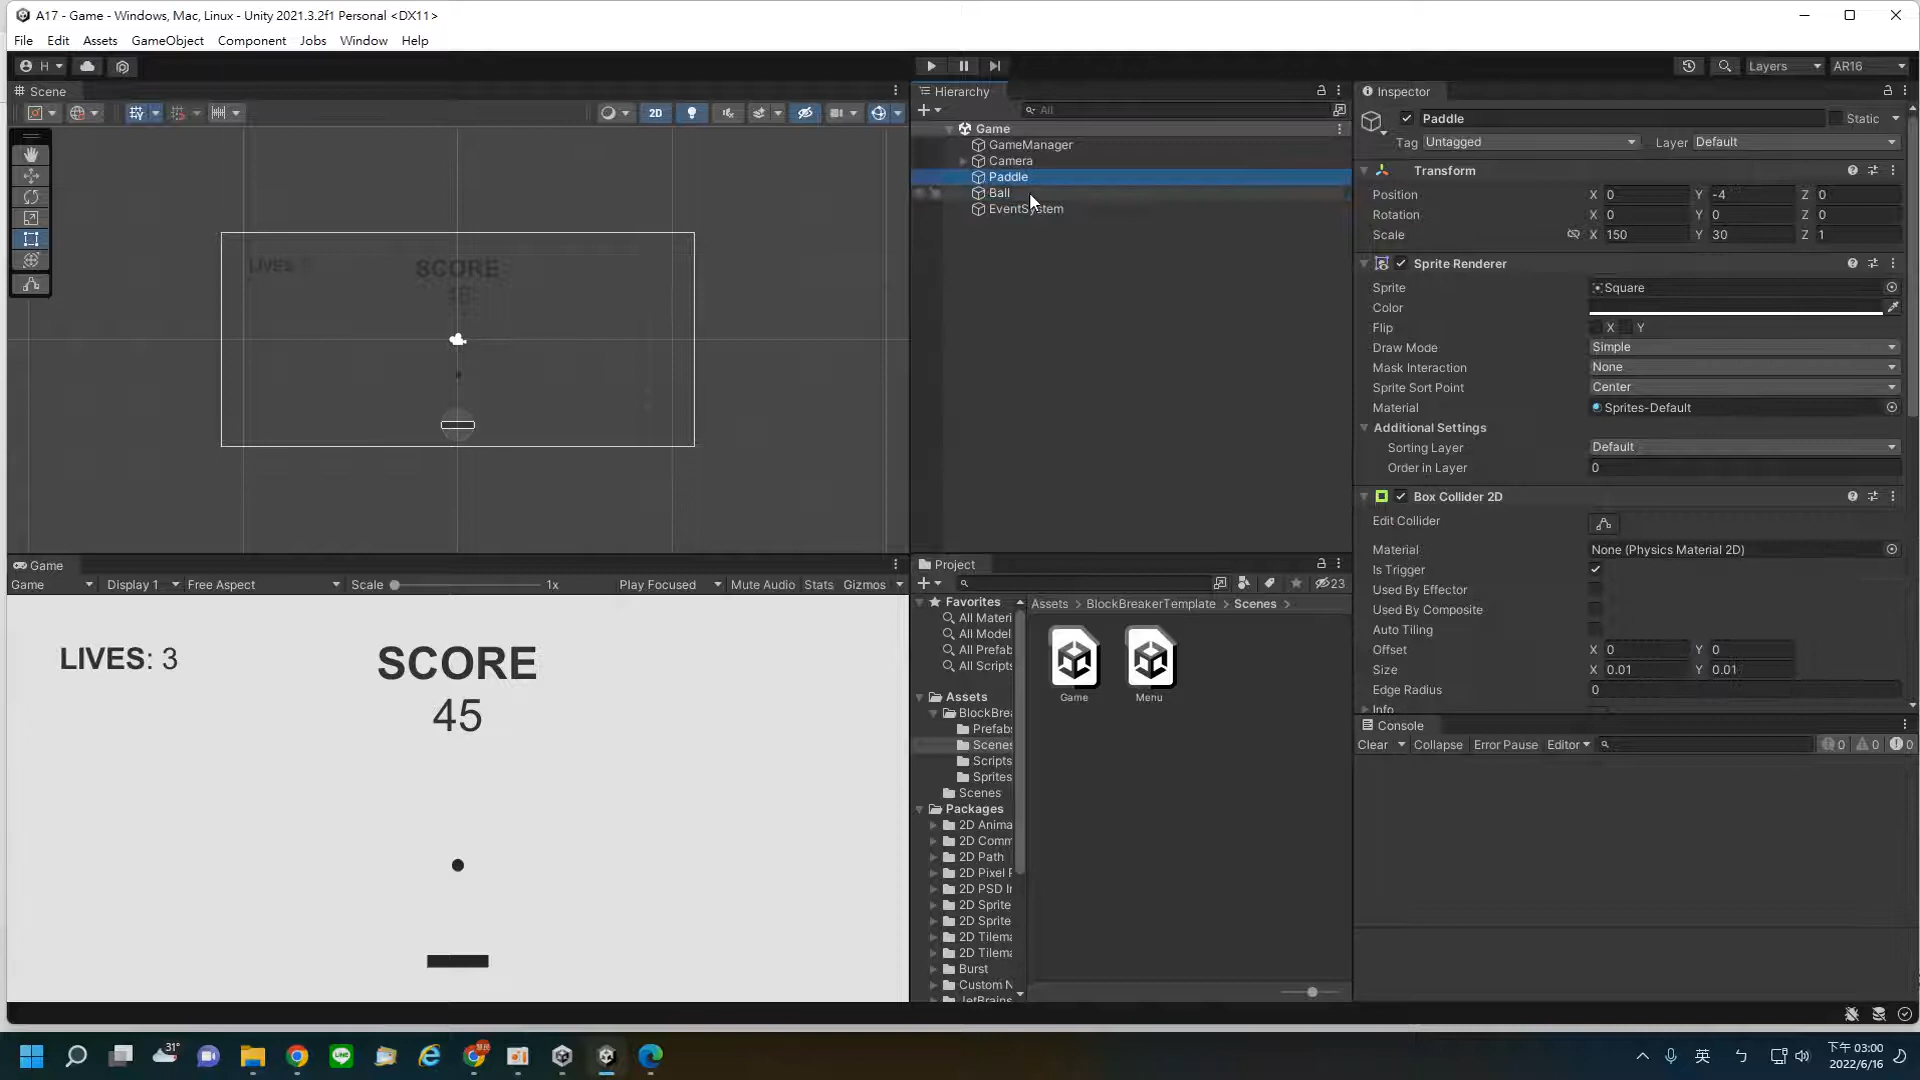 A17 - Game - Windows, Mac, Linux - Unity 2021.3.2f1 Personal <DX11>
File Edit Assets GameObject Component Jobs Window Help
H Layers AR16
Scene
2D
LIVES
SCORE
Hierarchy
All
Game
GameManager
Camera
Paddle
Ball
EventSystem
Inspector
Paddle Static
Tag Untagged Layer Default
Transform
Position X 0 Y -4 Z 0
Rotation X 0 Y 0 Z 0
Scale X 150 Y 30 Z 1
Sprite Renderer
Sprite Square
Color
Flip X Y
Draw Mode Simple
Mask Interaction None
Sprite Sort Point Center
Material Sprites-Default
Additional Settings
Sorting Layer Default
Order in Layer 0
Box Collider 2D
Edit Collider
Material None (Physics Material 2D)
Is Trigger
Used By Effector
Used By Composite
Auto Tiling
Offset X 0 Y 0
Size X 0.01 Y 0.01
Edge Radius 0
Info
Game
Game Display 1 Free Aspect Scale 1x Play Focused Mute Audio Stats Gizmos
LIVES: 3
SCORE
45
Project
23
Favorites
All Materi
All Model
All Prefab
All Scripts
Assets
BlockBrea
Prefabs
Scenes
Scripts
Sprites
Scenes
Packages
2D Anima
2D Comm
2D Path
2D Pixel P
2D PSD Im
2D Sprite
2D Sprite
2D Tilema
2D Tilema
Burst
Custom N
JetBrains
Assets > BlockBreakerTemplate > Scenes >
Game Menu
Console
Clear Collapse Error Pause Editor 0 0 0
31°
英
下午 03:00
2022/6/16